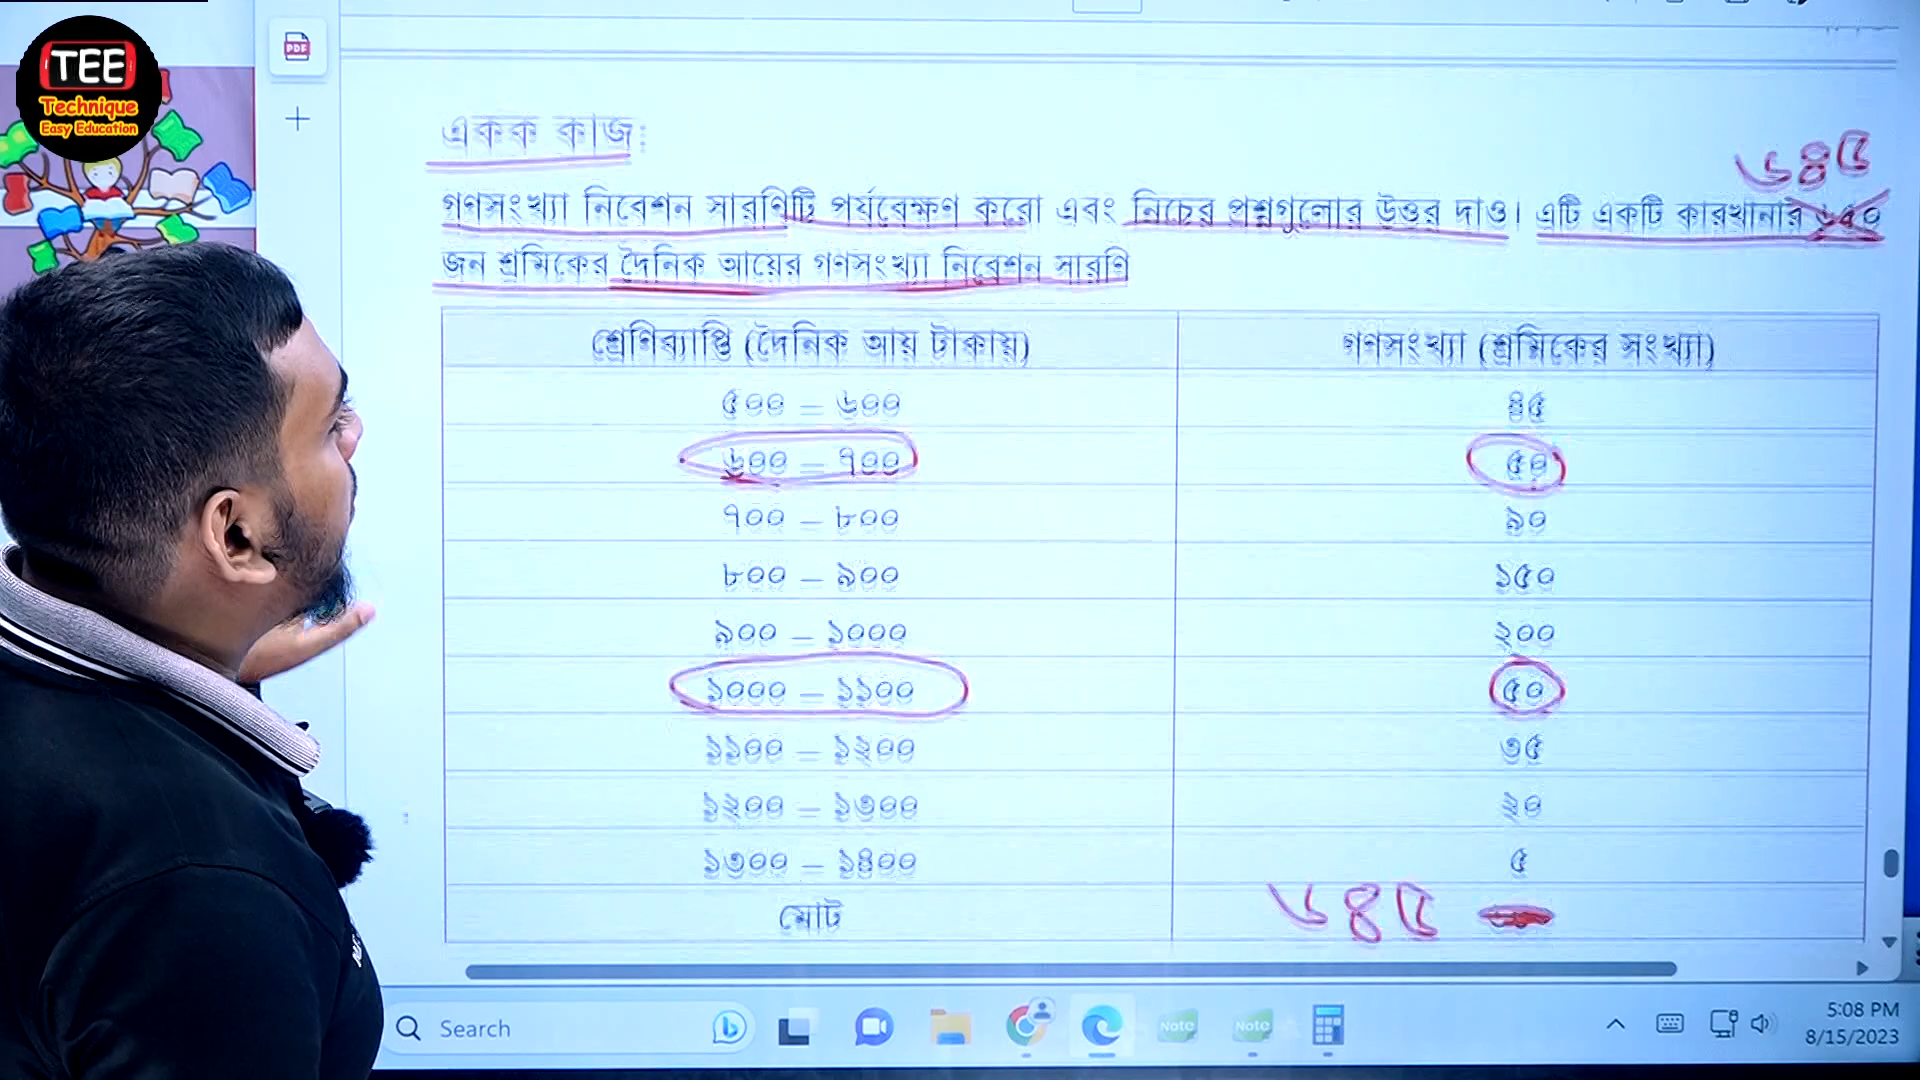 TEE
Technique
Easy Education
PDF
একক কাজ:
৬৪৫
গণসংখ্যা নিবেশন সারণিটি পর্যবেক্ষণ করো এবং নিচের প্রশ্নগুলোর উত্তর দাও। এটি একটি কারখানার ৬৫০
জন শ্রমিকের দৈনিক আয়ের গণসংখ্যা নিবেশন সারণি
শ্রেণিব্যাপ্তি (দৈনিক আয় টাকায়) গণসংখ্যা (শ্রমিকের সংখ্যা)
৫০০ – ৬০০ ৪৫
৬০০ – ৭০০ ৫০
৭০০ – ৮০০ ৯০
৮০০ – ৯০০ ১৫০
৯০০ – ১০০০ ২০০
১০০০ – ১১০০ ৫০
১১০০ – ১২০০ ৩৫
১২০০ – ১৩০০ ২০
১৩০০ – ১৪০০ ৫
মোট ৬৪৫
Search
Note
Note
5:08 PM
8/15/2023